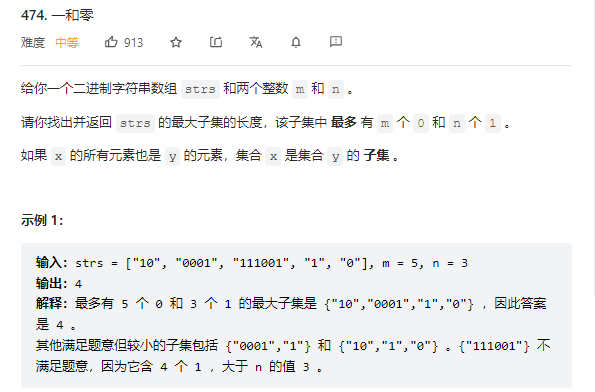 474. 一和零
难度 中等 913
给你一个二进制字符串数组 strs 和两个整数 m 和 n 。
请你找出并返回 strs 的最大子集的长度，该子集中 最多 有 m 个 0 和 n 个 1 。
如果 x 的所有元素也是 y 的元素，集合 x 是集合 y 的 子集 。
示例 1：
输入：strs = ["10", "0001", "111001", "1", "0"], m = 5, n = 3
输出：4
解释：最多有 5 个 0 和 3 个 1 的最大子集是 {"10","0001","1","0"} ，因此答案
是 4 。
其他满足题意但较小的子集包括 {"0001","1"} 和 {"10","1","0"} 。{"111001"} 不
满足题意，因为它含 4 个 1 ，大于 n 的值 3 。